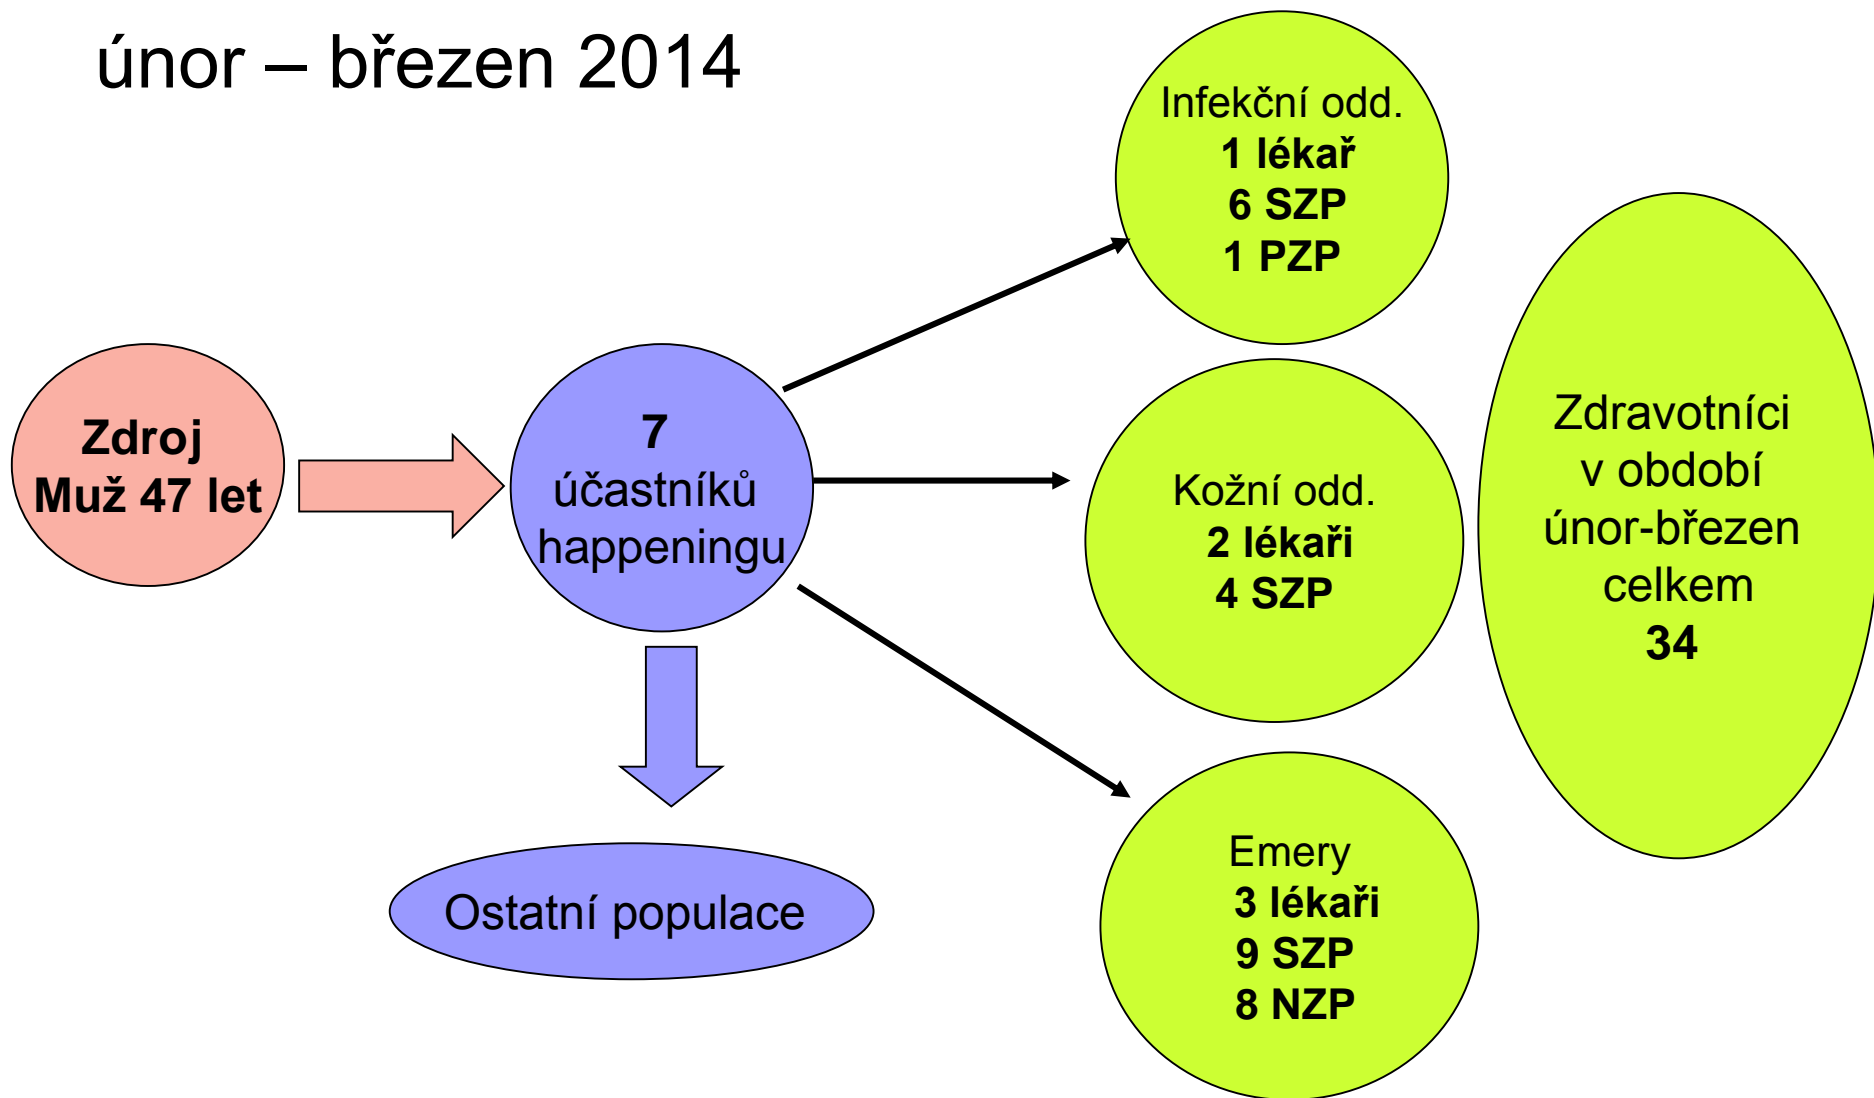 únor – březen 2014
Infekční odd.
1 lékař
6 SZP
1 PZP
Zdroj
Muž 47 let
7
účastníků
happeningu
Kožní odd.
2 lékaři
4 SZP
Zdravotníci
v období
únor-březen
celkem
34
Emery
3 lékaři
9 SZP
8 NZP
Ostatní populace